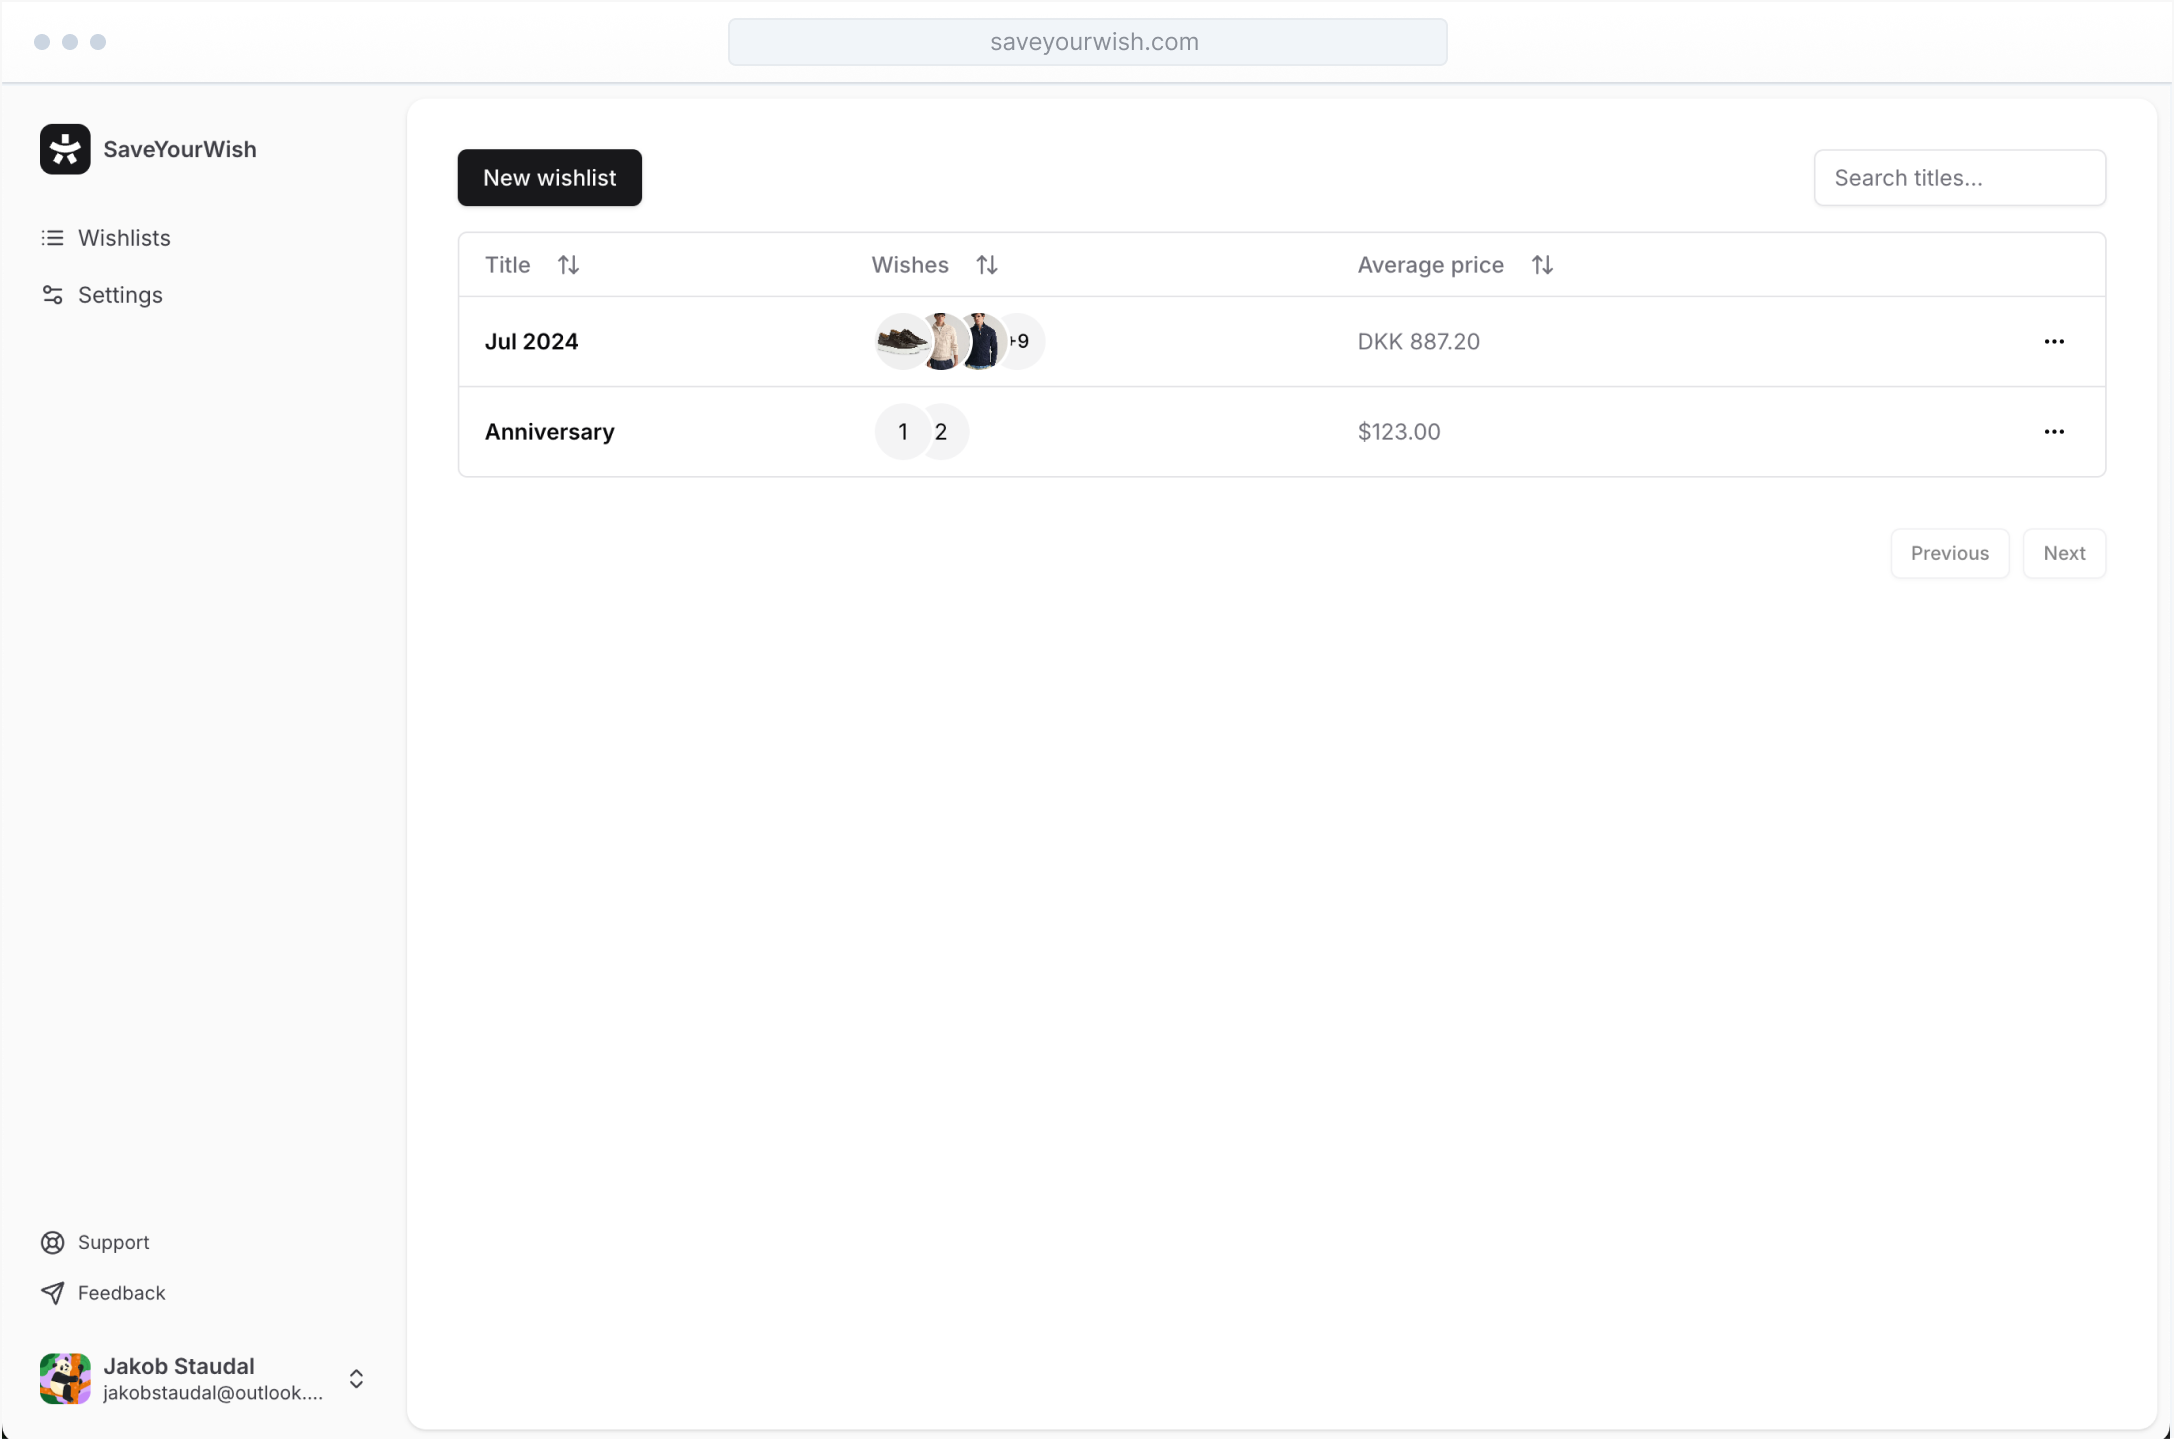 saveyourwish.com
SaveYourWish
Wishlists
Settings
New wishlist
Search titles...
Title Wishes Average price
Jul 2024 +9 DKK 887.20
Anniversary 1 2 $123.00
Previous Next
Support
Feedback
Jakob Staudal
jakobstaudal@outlook....